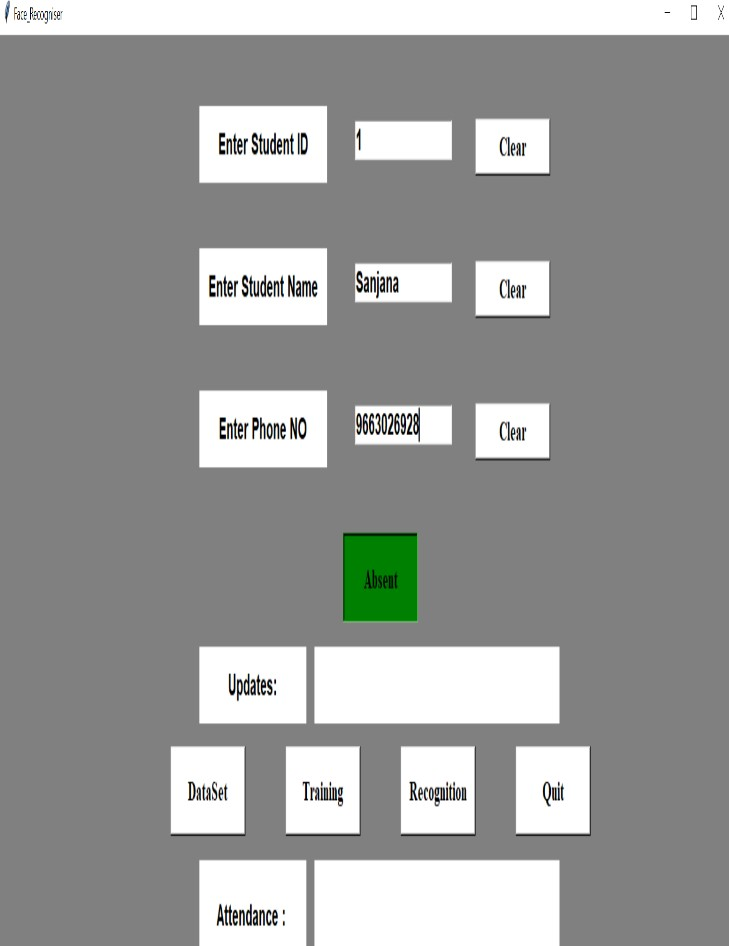 Face_Recogniser
Enter Student ID
1
Clear
Enter Student Name
Sanjana
Clear
Enter Phone NO
9663026928
Clear
Absent
Updates:
DataSet
Training
Recognition
Quit
Attendance :